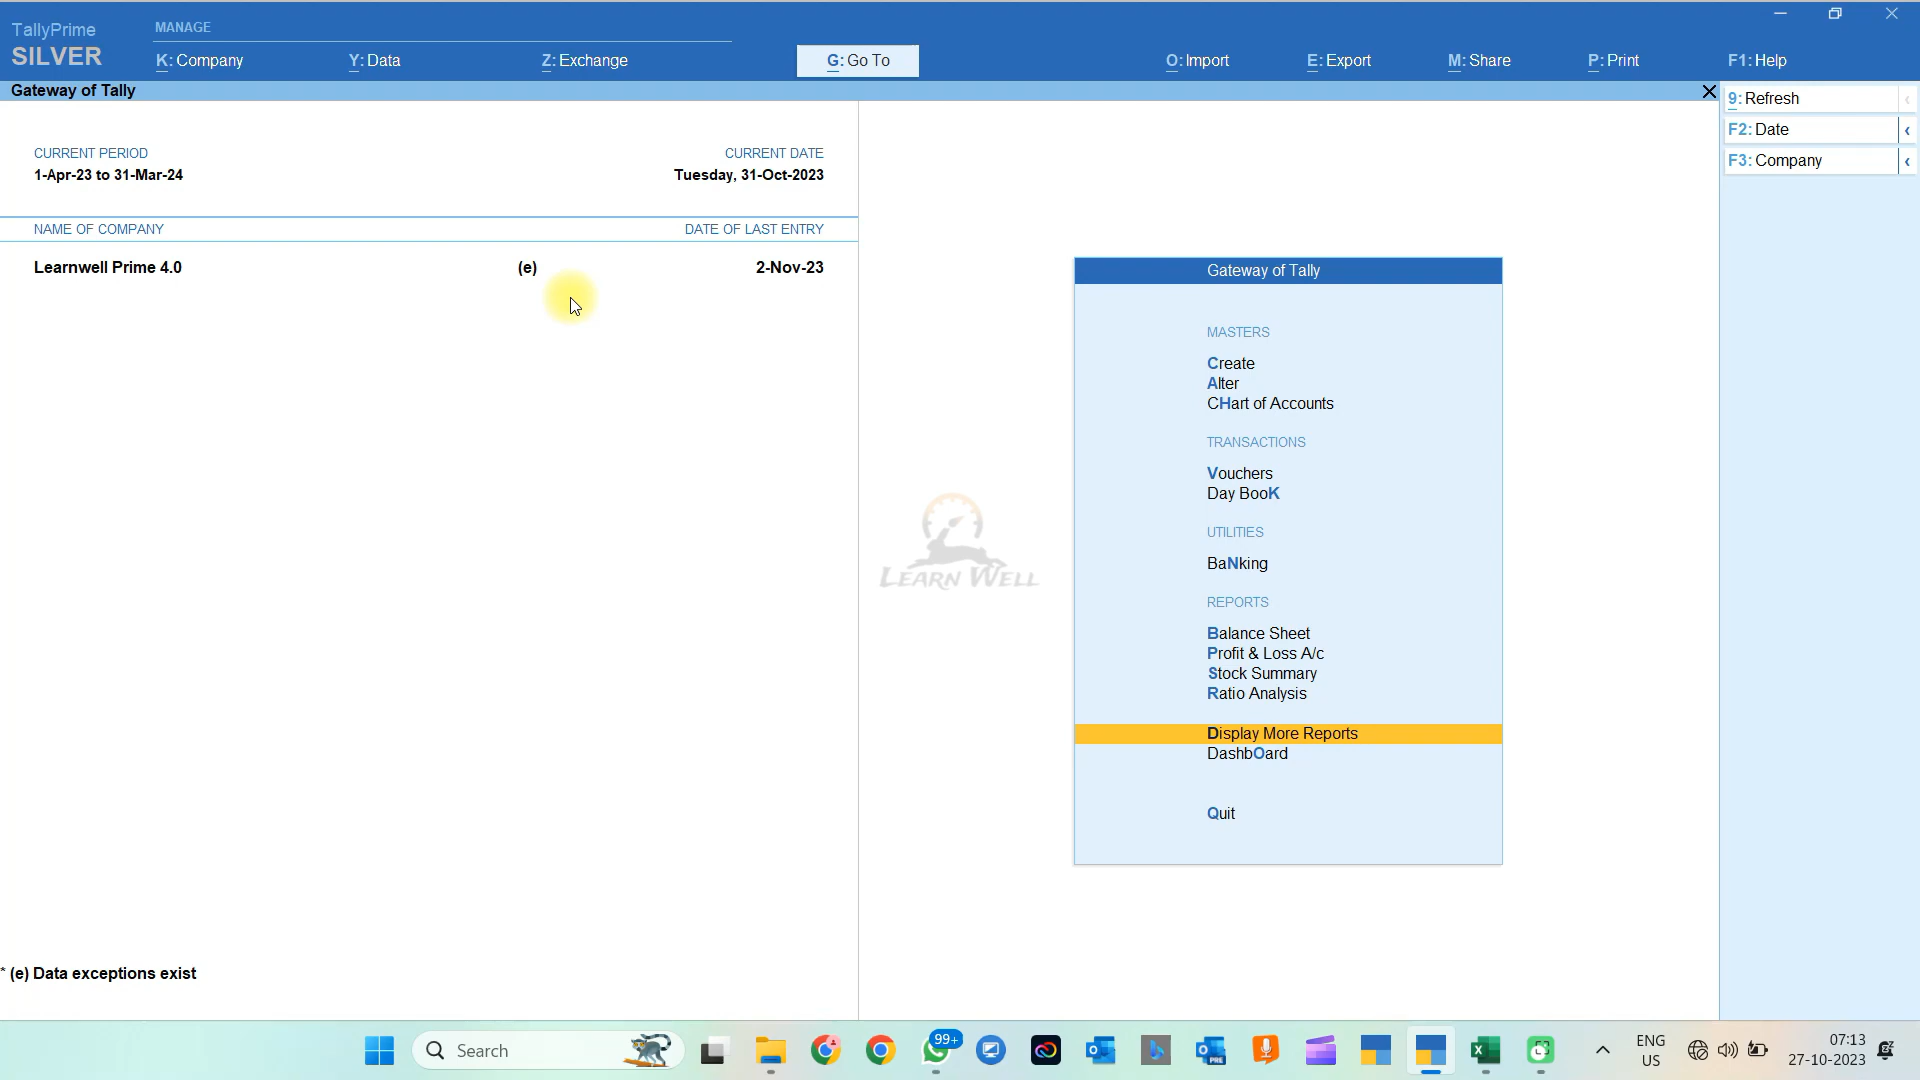 TallyPrime
SILVER
MANAGE
K: Company
Y: Data
Z: Exchange
G: Go To
O: Import
E: Export
M: Share
P: Print
F1: Help
Gateway of Tally
9: Refresh
F2: Date
F3: Company
CURRENT PERIOD
CURRENT DATE
1-Apr-23 to 31-Mar-24
Tuesday, 31-Oct-2023
NAME OF COMPANY
DATE OF LAST ENTRY
Learnwell Prime 4.0
(e)
2-Nov-23
Gateway of Tally
MASTERS
Create
Alter
CHart of Accounts
TRANSACTIONS
Vouchers
Day BooK
UTILITIES
BaNking
REPORTS
Balance Sheet
Profit & Loss A/c
Stock Summary
Ratio Analysis
Display More Reports
DashbOard
Quit
LEARN WELL
* (e) Data exceptions exist
Search
99+
PRE
ENG
US
07:13
27-10-2023